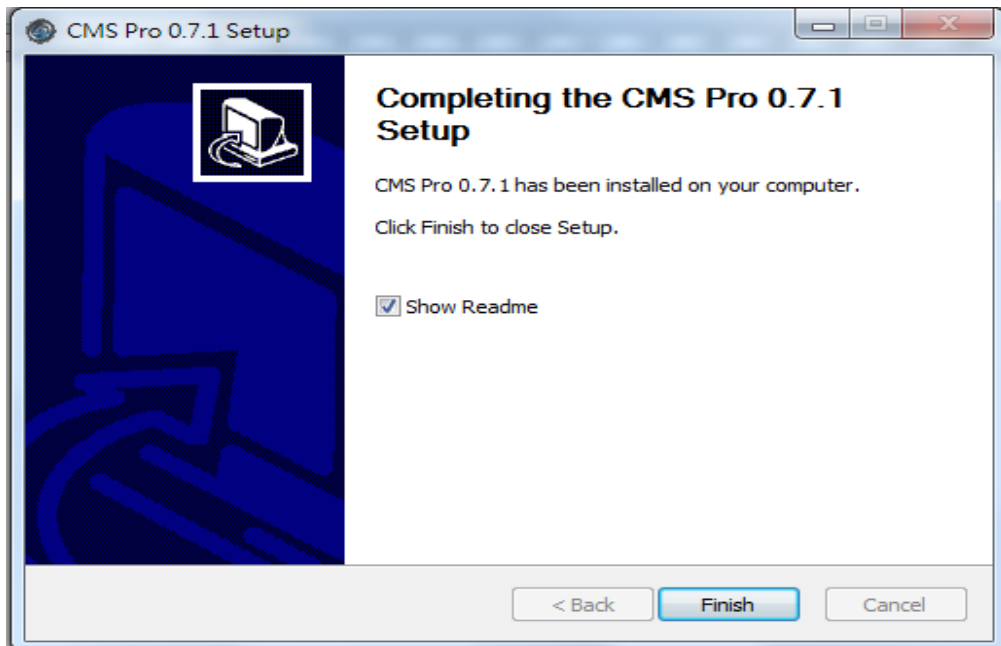 CMS Pro 0.7.1 Setup
Completing the CMS Pro 0.7.1
Setup
CMS Pro 0.7.1 has been installed on your computer.
Click Finish to close Setup.
Show Readme
< Back
Finish
Cancel